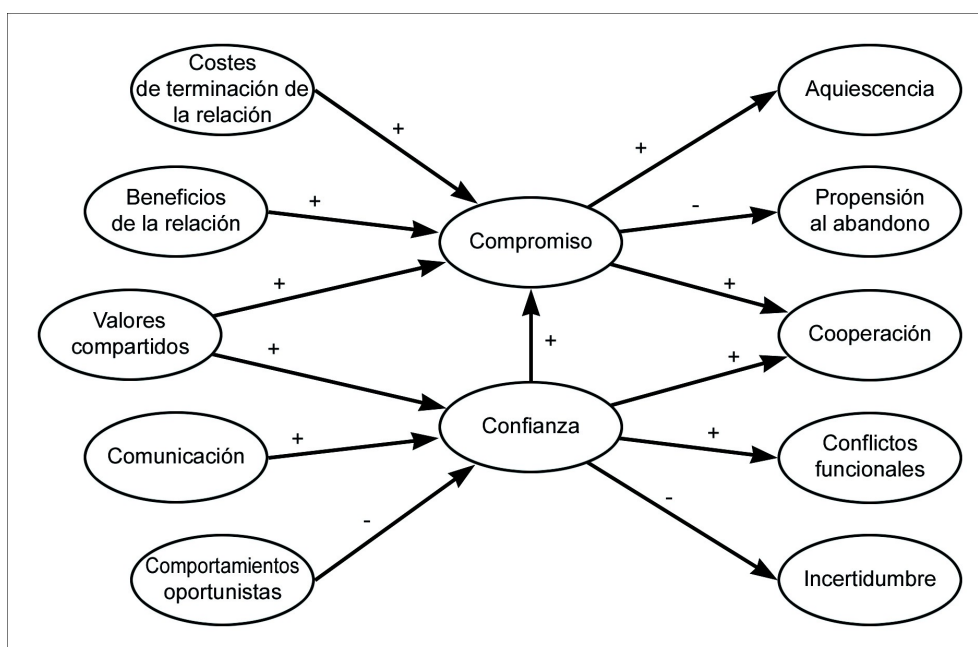 Costes
de terminación de
la relación
+
Beneficios
de la relación
+
Valores
compartidos
+
+
Comunicación
+
Comportamientos
oportunistas
-
Compromiso
+
Confianza
+
-
+
+
+
-
Aquiescencia
Propensión
al abandono
Cooperación
Conflictos
funcionales
Incertidumbre